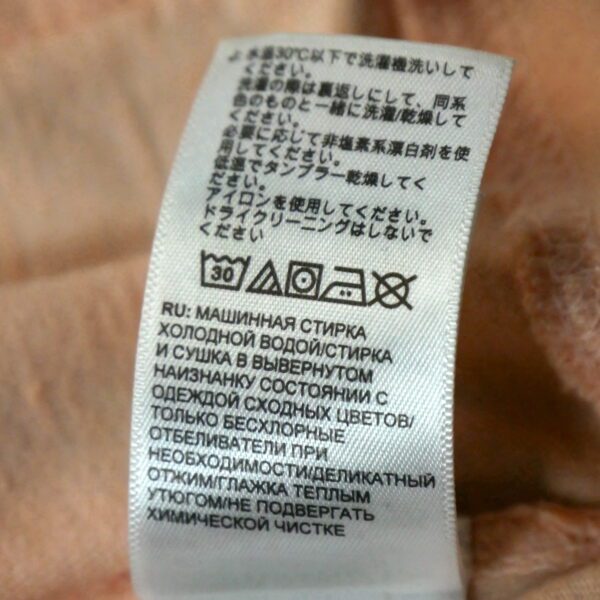 水温30℃以下で洗濯機洗いして
ください。
洗濯の際は裏返しにして、同系
色のものと一緒に洗濯/乾燥して
ください。
必要に応じて非塩素系漂白剤を使
用してください。
低温でタンブラー乾燥してく
ださい。
アイロンを使用してください。
ドライクリーニングはしないで
ください
30
RU: МАШИННАЯ СТИРКА
ХОЛОДНОЙ ВОДОЙ/СТИРКА
И СУШКА В ВЫВЕРНУТОМ
НАИЗНАНКУ СОСТОЯНИИ С
ОДЕЖДОЙ СХОДНЫХ ЦВЕТОВ/
ТОЛЬКО БЕСХЛОРНЫЕ
ОТБЕЛИВАТЕЛИ ПРИ
НЕОБХОДИМОСТИ/ДЕЛИКАТНЫЙ
ОТЖИМ/ГЛАЖКА ТЕПЛЫМ
УТЮГОМ/НЕ ПОДВЕРГАТЬ
ХИМИЧЕСКОЙ ЧИСТКЕ